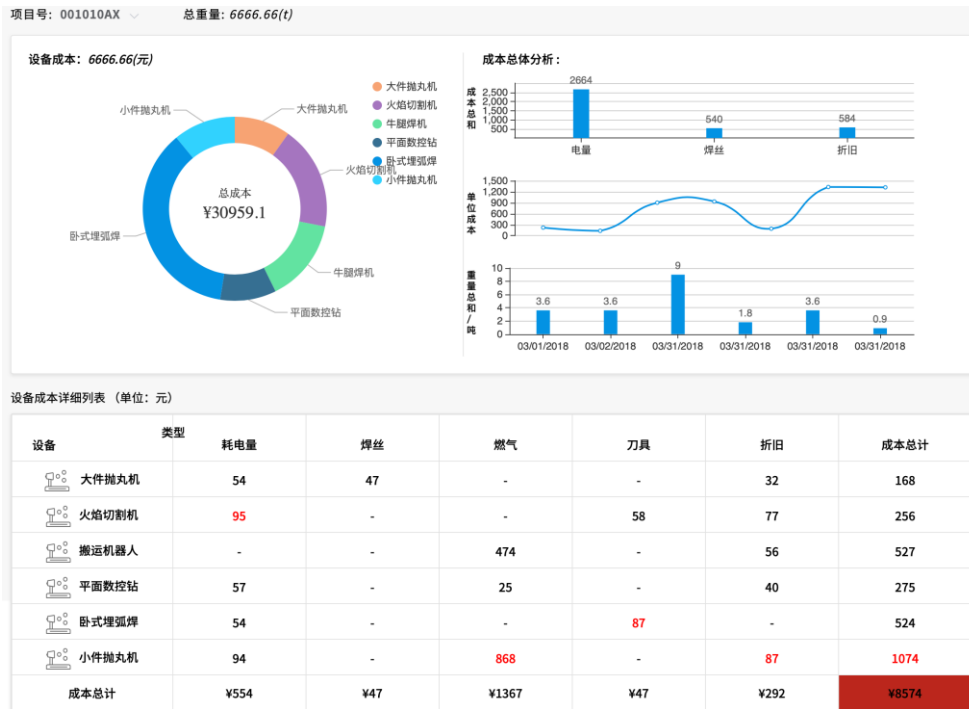 项目号: 001010AX 总重量: 6666.66(t)
设备成本: 6666.66(元)
大件抛丸机
火焰切割机
牛腿焊机
平面数控钻
卧式埋弧焊
小件抛丸机
小件抛丸机
大件抛丸机
火焰切割机
卧式埋弧焊
牛腿焊机
平面数控钻
总成本
¥30959.1
成本总体分析:
成本总和
2,500
2,000
1,500
1,000
500
2664
540
584
电量 焊丝 折旧
单位成本
1,500
1,200
900
600
300
0
重量总和/吨
10
8
6
4
2
0
3.6
3.6
9
1.8
3.6
0.9
03/01/2018 03/02/2018 03/31/2018 03/31/2018 03/31/2018 03/31/2018
设备成本详细列表 (单位: 元)
设备 类型 耗电量 焊丝 燃气 刀具 折旧 成本总计
大件抛丸机 54 47 - - 32 168
火焰切割机 95 - - 58 77 256
搬运机器人 - - 474 - 56 527
平面数控钻 57 - 25 - 40 275
卧式埋弧焊 54 - - 87 - 524
小件抛丸机 94 - 868 - 87 1074
成本总计 ¥554 ¥47 ¥1367 ¥47 ¥292 ¥8574